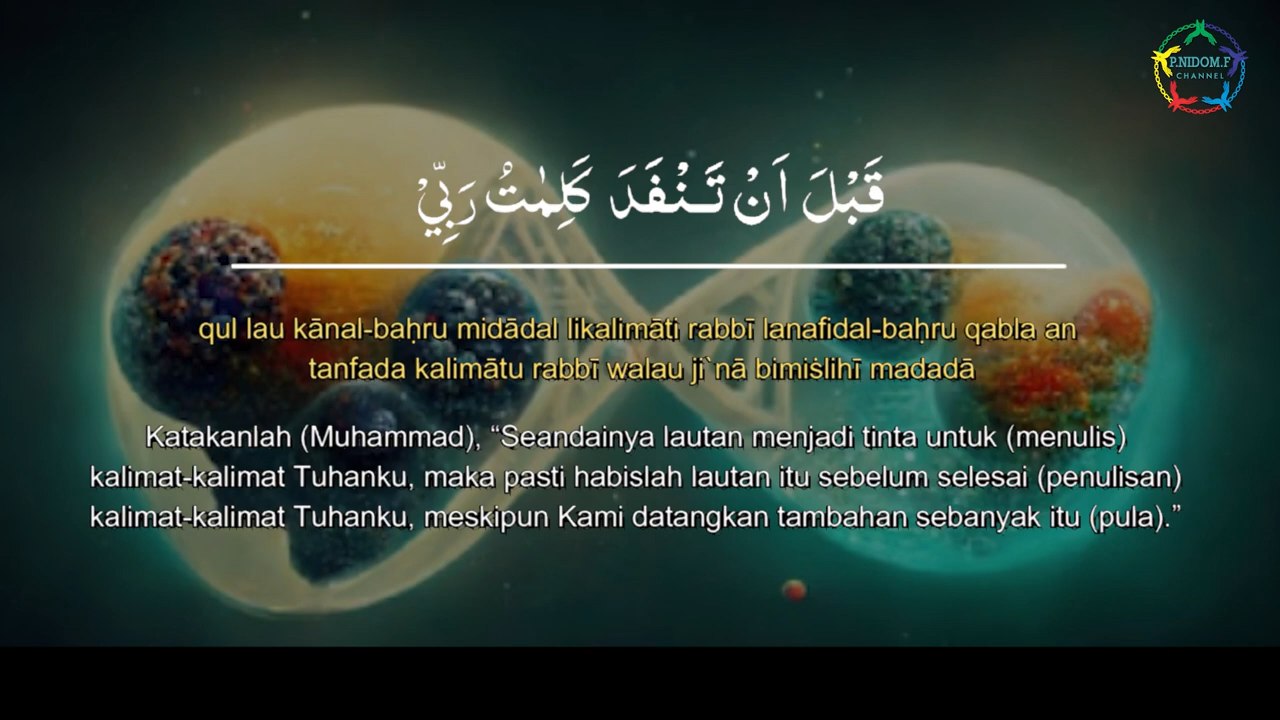 P.NIDOM.F
CHANNEL
قَبْلَ اَنْ تَنْفَدَ كَلِمٰتُ رَبِّيْ
qul lau kānal-baḥru midādal likalimāti rabbī lanafidal-baḥru qabla an
tanfada kalimātu rabbī walau ji`nā bimiṡlihī madadā
Katakanlah (Muhammad), “Seandainya lautan menjadi tinta untuk (menulis)
kalimat-kalimat Tuhanku, maka pasti habislah lautan itu sebelum selesai (penulisan)
kalimat-kalimat Tuhanku, meskipun Kami datangkan tambahan sebanyak itu (pula).”